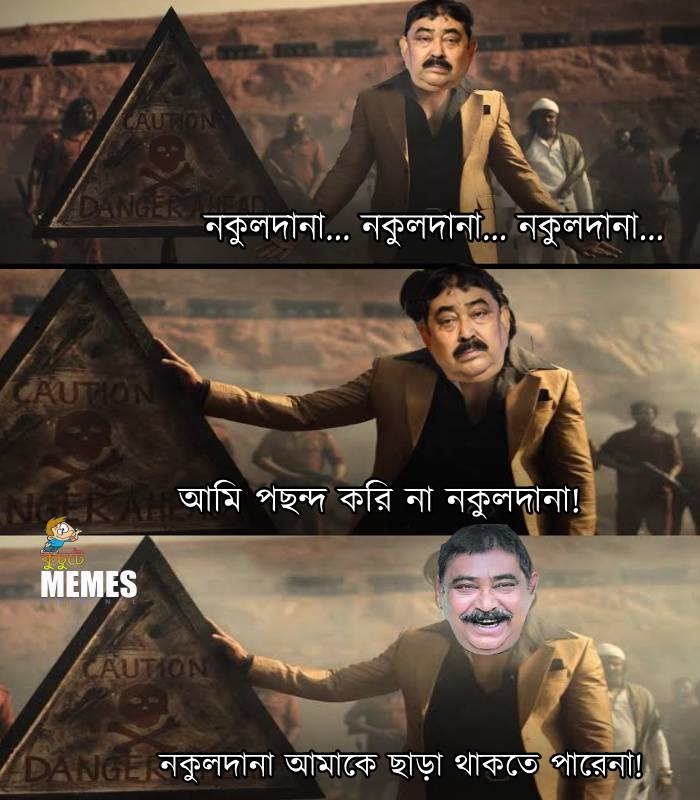 CAUTION
DANGER AHEAD
নকুলদানা... নকুলদানা... নকুলদানা...
CAUTION
আমি পছন্দ করি না নকুলদানা!
কুচুটে
MEMES
CAUTION
DANGER
নকুলদানা আমাকে ছাড়া থাকতে পারেনা!